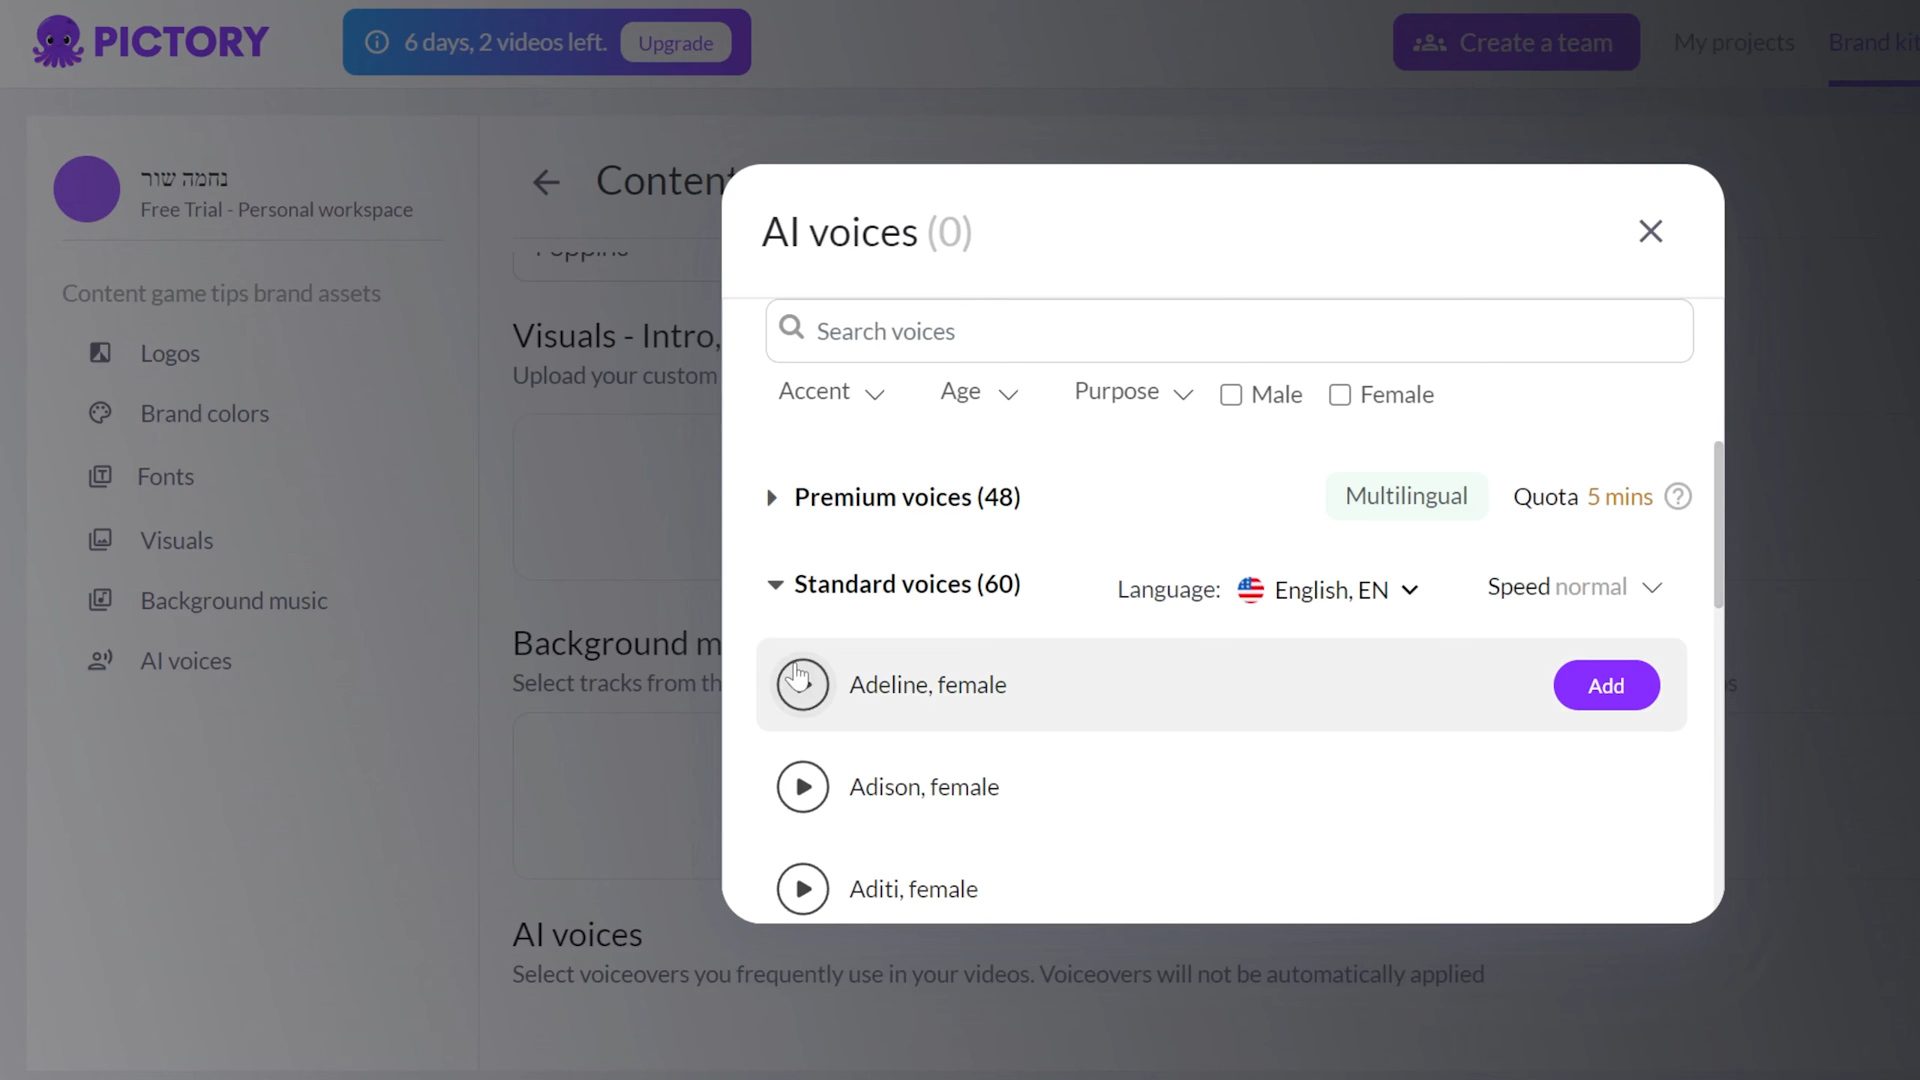 PICTORY
6 days, 2 videos left.
Upgrade
Create a team
My projects
Brand kit
נחמה שור
Free Trial - Personal workspace
Content game tips brand assets
Logos
Brand colors
Fonts
Visuals
Background music
AI voices
Content
Poppins
Visuals - Intro,
Upload your custom
Background m
Select tracks from th
AI voices
Select voiceovers you frequently use in your videos. Voiceovers will not be automatically applied
AI voices (0)
Search voices
Accent Age Purpose Male Female
Premium voices (48) Multilingual Quota 5 mins ?
Standard voices (60) Language: English, EN Speed normal
Adeline, female Add
Adison, female
Aditi, female